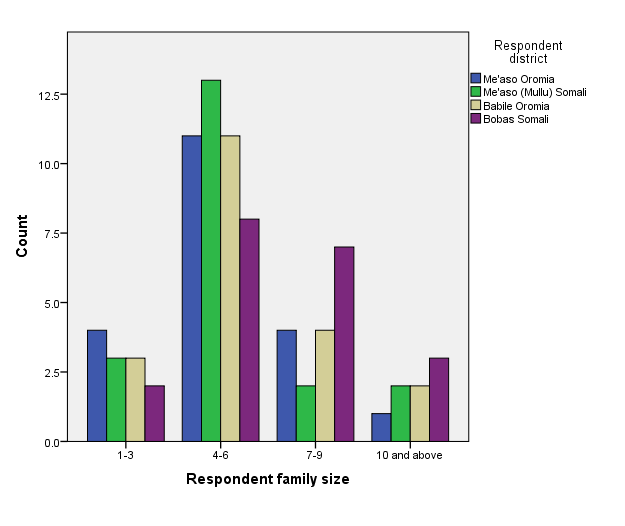 Respondent
district
Me'aso Oromia
Me'aso (Mullu) Somali
Babile Oromia
Bobas Somali
Count
12.5
10.0
7.5
5.0
2.5
0.0
1-3 4-6 7-9 10 and above
Respondent family size